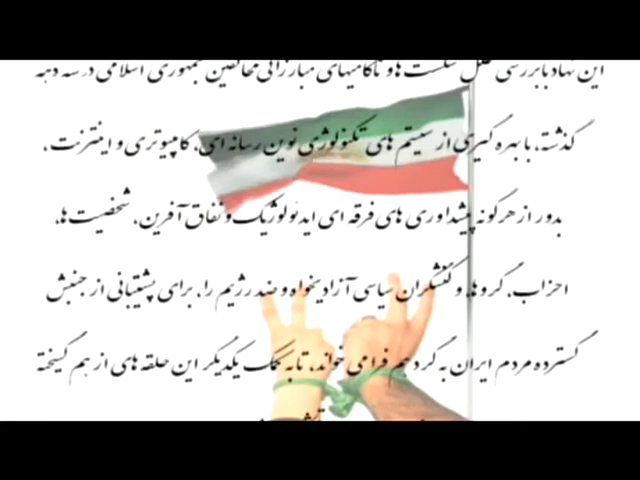 این نهاد با بررسی علل شکست ها و ناکامیهای مبارزاتی مخالفین جمهوری اسلامی در سه دهه
گذشته، با بهره گیری از سیستم های تکنولوژی نوین رسانه ای، کامپیوتری و اینترنت،
بدور از هرگونه پیشداوری های فرقه ای ایدئولوژیک و نفاق آفرین، شخصیت ها،
احزاب، گروها، و کنشگران سیاسی آزادیخواه و ضد رژیم را، برای پشتیبانی از جنبش
گسترده مردم ایران به گرد هم فرا می خواند، تا به کمک یکدیگر این حلقه های از هم گیخته